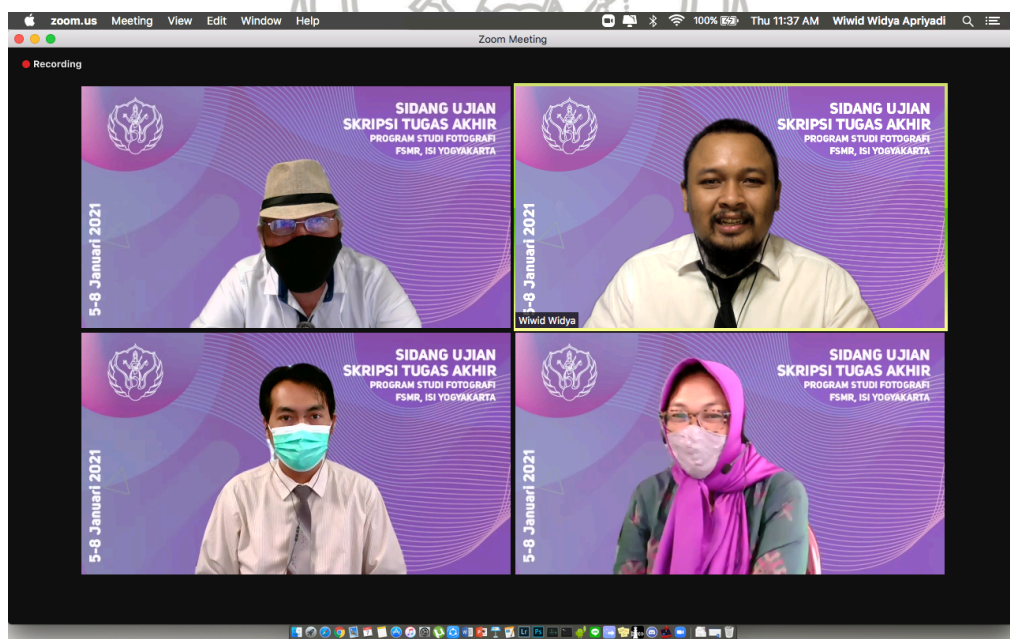 zoom.us Meeting View Edit Window Help 100% Thu 11:37 AM Wiwid Widya Apriyadi
Zoom Meeting
Recording
SIDANG UJIAN
SKRIPSI TUGAS AKHIR
PROGRAM STUDI FOTOGRAFI
FSMR, ISI YOGYAKARTA
5-8 Januari 2021
SIDANG UJIAN
SKRIPSI TUGAS AKHIR
PROGRAM STUDI FOTOGRAFI
FSMR, ISI YOGYAKARTA
5-8 Januari 2021
Wiwid Widya
SIDANG UJIAN
SKRIPSI TUGAS AKHIR
PROGRAM STUDI FOTOGRAFI
FSMR, ISI YOGYAKARTA
5-8 Januari 2021
SIDANG UJIAN
SKRIPSI TUGAS AKHIR
PROGRAM STUDI FOTOGRAFI
FSMR, ISI YOGYAKARTA
5-8 Januari 2021